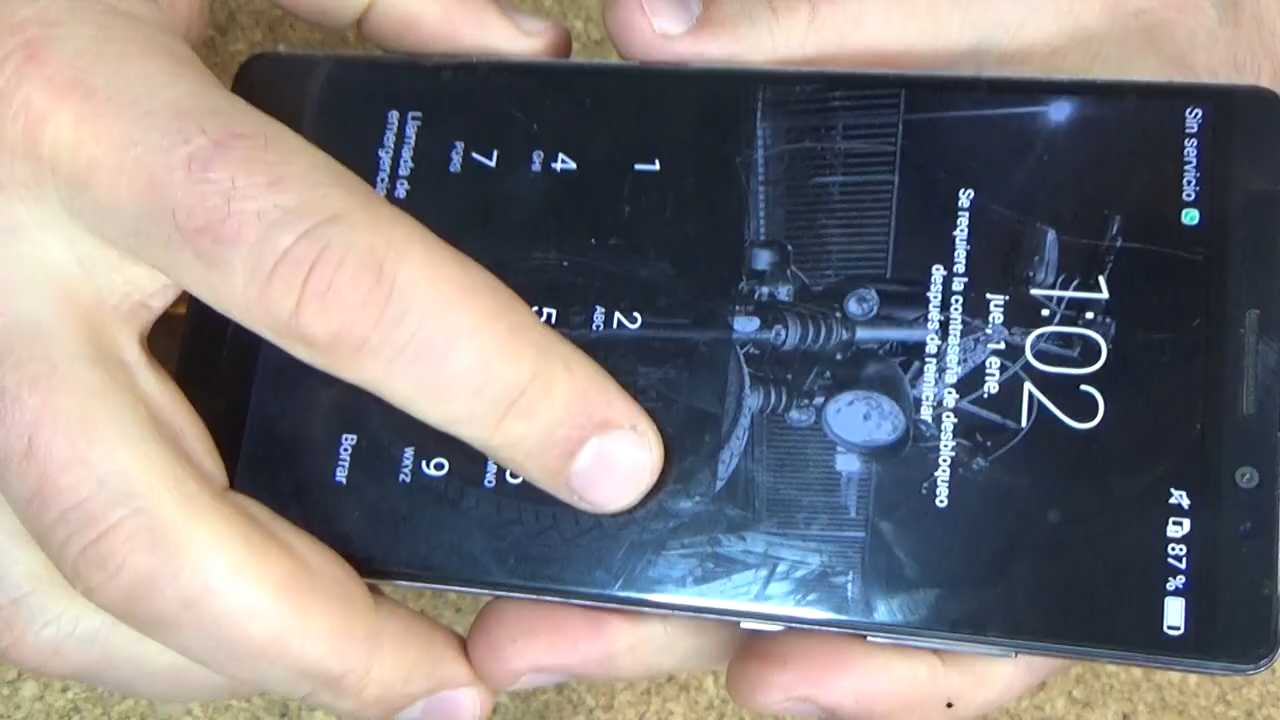 Sin servicio
87 %
1:02
jue., 1 ene.
Se requiere la contraseña de desbloqueo
después de reiniciar
1
2
ABC
4
GHI
5
7
PQRS
9
WXYZ
Llamada de
emergencia
Borrar